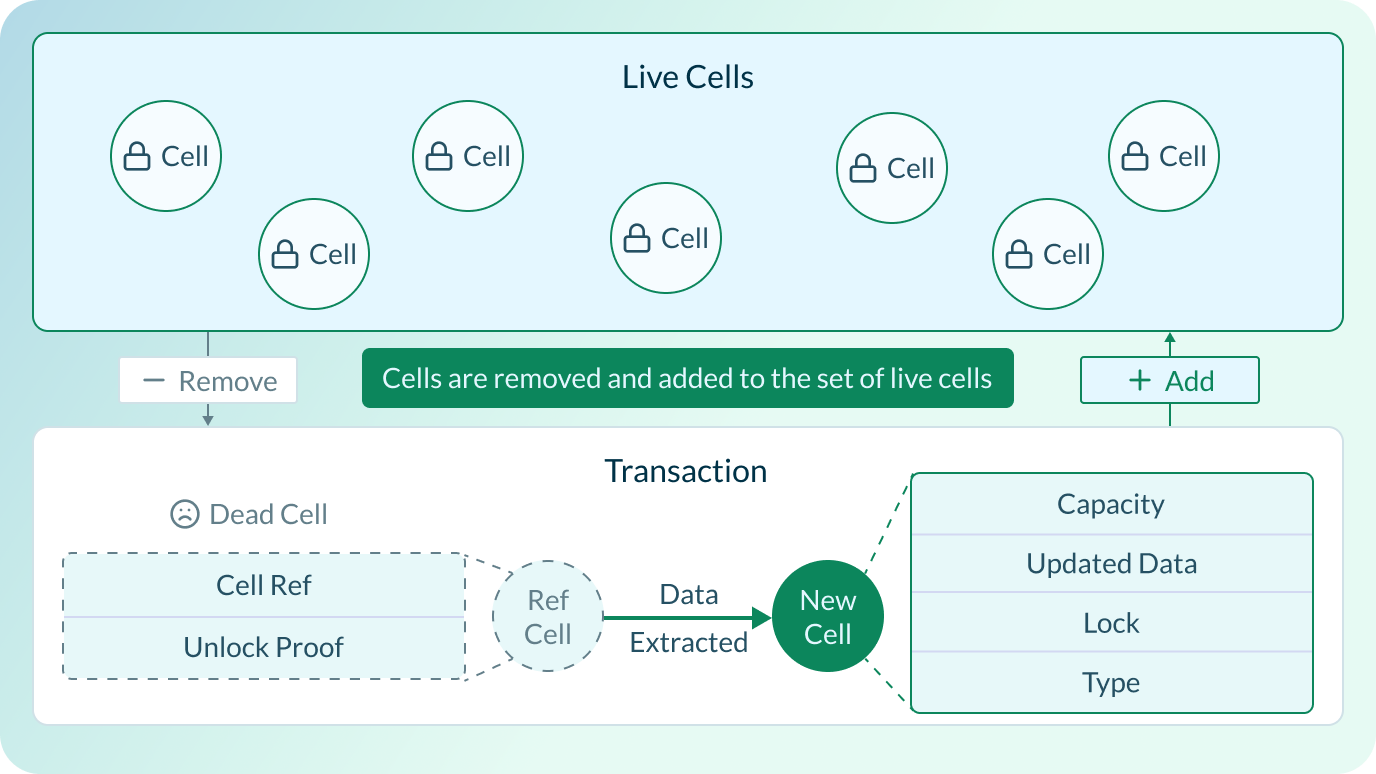 Live Cells
Cell
Cell
Cell
Cell
Cell
Cell
Cell
Remove
Cells are removed and added to the set of live cells
Add
Transaction
Dead Cell
Cell Ref
Unlock Proof
Ref
Cell
Data
Extracted
New
Cell
Capacity
Updated Data
Lock
Type